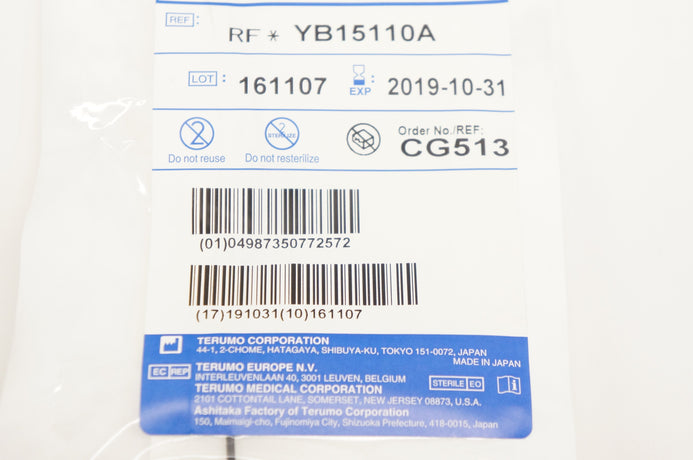 REF: RF * YB15110A
LOT : 161107 EXP : 2019-10-31
2 Do not reuse
2 STERILIZE Do not resterilize
Order No./REF:
CG513
(01)04987350772572
(17)191031(10)161107
TERUMO CORPORATION
44-1, 2-CHOME, HATAGAYA, SHIBUYA-KU, TOKYO 151-0072, JAPAN
MADE IN JAPAN
EC REP TERUMO EUROPE N.V.
INTERLEUVENLAAN 40, 3001 LEUVEN, BELGIUM
STERILE EO
TERUMO MEDICAL CORPORATION
2101 COTTONTAIL LANE, SOMERSET, NEW JERSEY 08873, U.S.A.
Ashitaka Factory of Terumo Corporation
150, Maimaigi-cho, Fujinomiya City, Shizuoka Prefecture, 418-0015, Japan